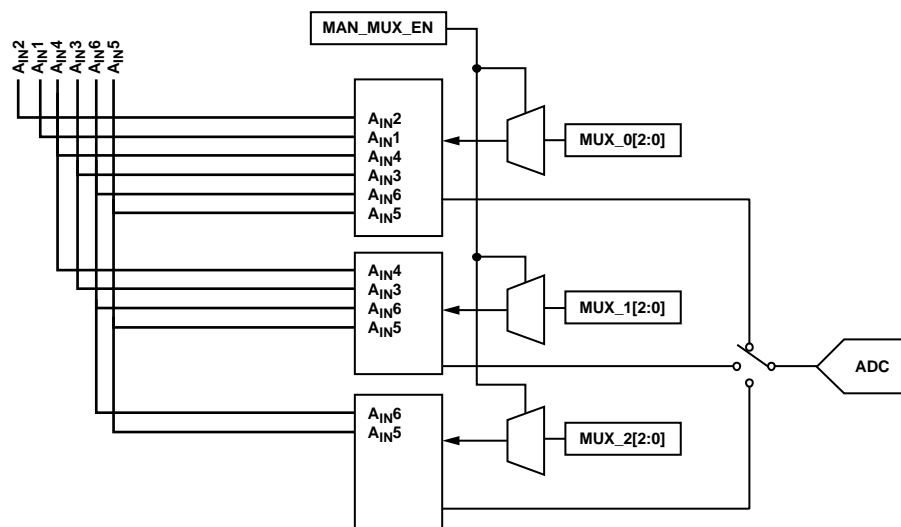 MAN_MUX_EN
AIN2
AIN1
AIN4
AIN3
AIN6
AIN5
AIN2
AIN1
AIN4
AIN3
AIN6
AIN5
MUX_0[2:0]
AIN4
AIN3
AIN6
AIN5
MUX_1[2:0]
ADC
AIN6
AIN5
MUX_2[2:0]